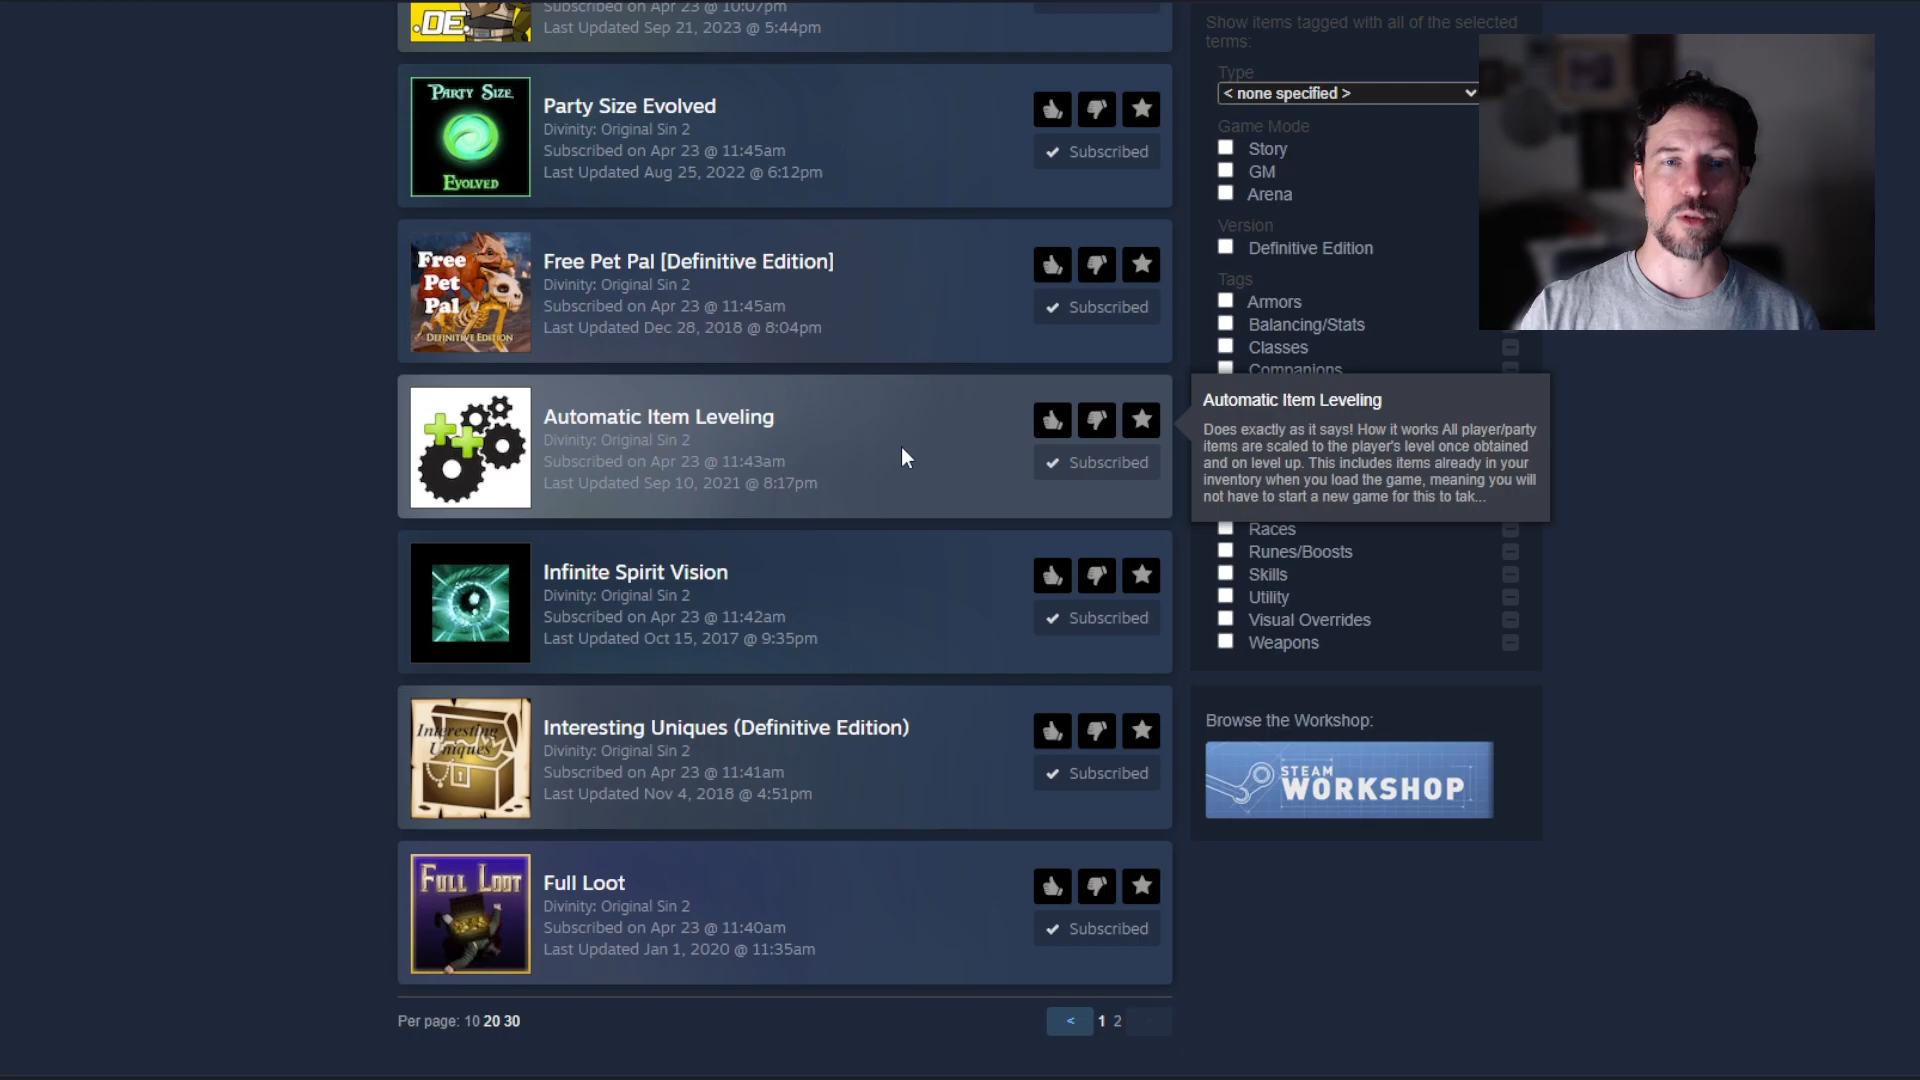 .DE.
Subscribed on Apr 23 @ 10:07pm
Last Updated Sep 21, 2023 @ 5:44pm
PARTY SIZE
EVOLVED
Party Size Evolved
Divinity: Original Sin 2
Subscribed on Apr 23 @ 11:45am
Last Updated Aug 25, 2022 @ 6:12pm
Subscribed
Free
Pet
Pal
DEFINITIVE EDITION
Free Pet Pal [Definitive Edition]
Divinity: Original Sin 2
Subscribed on Apr 23 @ 11:45am
Last Updated Dec 28, 2018 @ 8:04pm
Subscribed
Automatic Item Leveling
Divinity: Original Sin 2
Subscribed on Apr 23 @ 11:43am
Last Updated Sep 10, 2021 @ 8:17pm
Subscribed
Infinite Spirit Vision
Divinity: Original Sin 2
Subscribed on Apr 23 @ 11:42am
Last Updated Oct 15, 2017 @ 9:35pm
Subscribed
Interesting
Uniques
Interesting Uniques (Definitive Edition)
Divinity: Original Sin 2
Subscribed on Apr 23 @ 11:41am
Last Updated Nov 4, 2018 @ 4:51pm
Subscribed
FULL LOOT
Full Loot
Divinity: Original Sin 2
Subscribed on Apr 23 @ 11:40am
Last Updated Jan 1, 2020 @ 11:35am
Subscribed
Per page: 10 20 30
< 1 2
Show items tagged with all of the selected
terms:
Type
< none specified >
Game Mode
Story
GM
Arena
Version
Definitive Edition
Tags
Armors
Balancing/Stats
Classes
Companions
Automatic Item Leveling
Does exactly as it says! How it works All player/party
items are scaled to the player's level once obtained
and on level up. This includes items already in your
inventory when you load the game, meaning you will
not have to start a new game for this to tak...
Races
Runes/Boosts
Skills
Utility
Visual Overrides
Weapons
Browse the Workshop:
STEAM
WORKSHOP